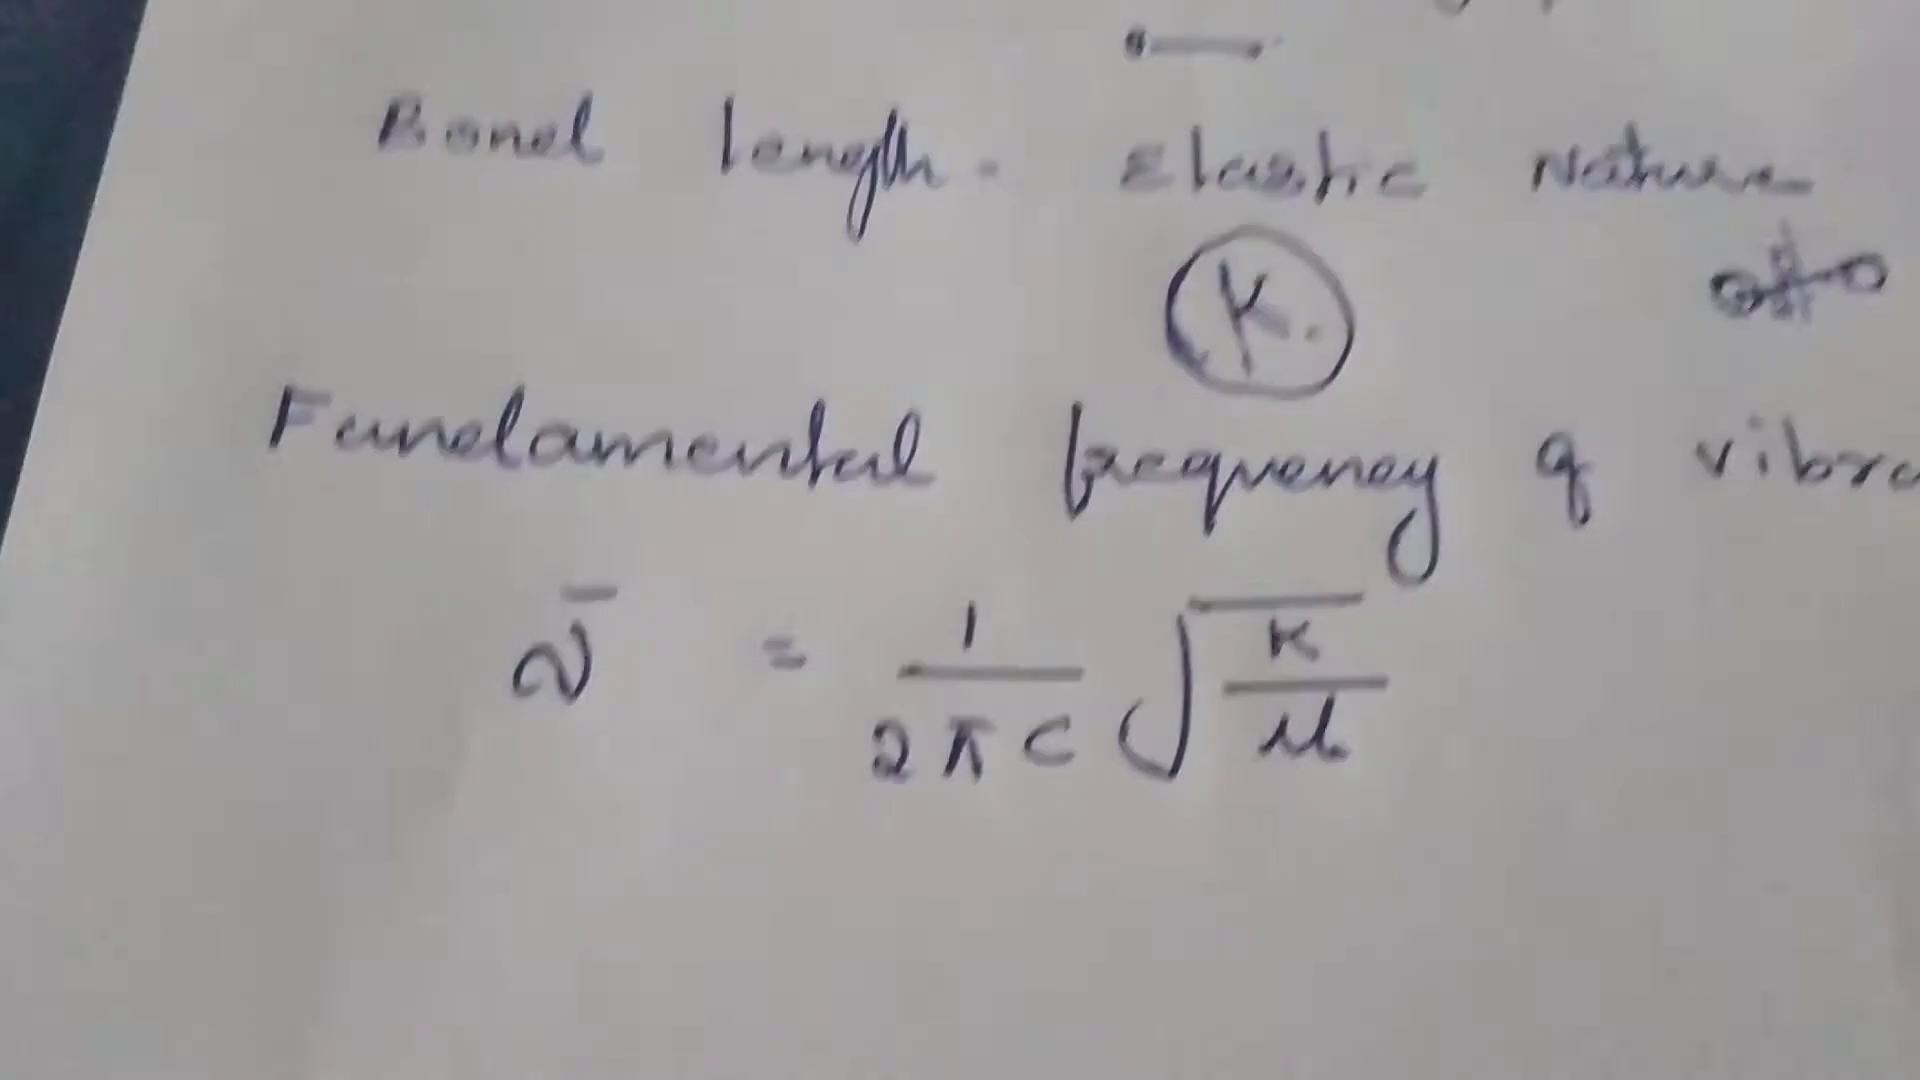 Bond length. Elastic Nature
K.
Fundamental frequency of vibra
ν̄ = 1 / 2πc √ K / μ